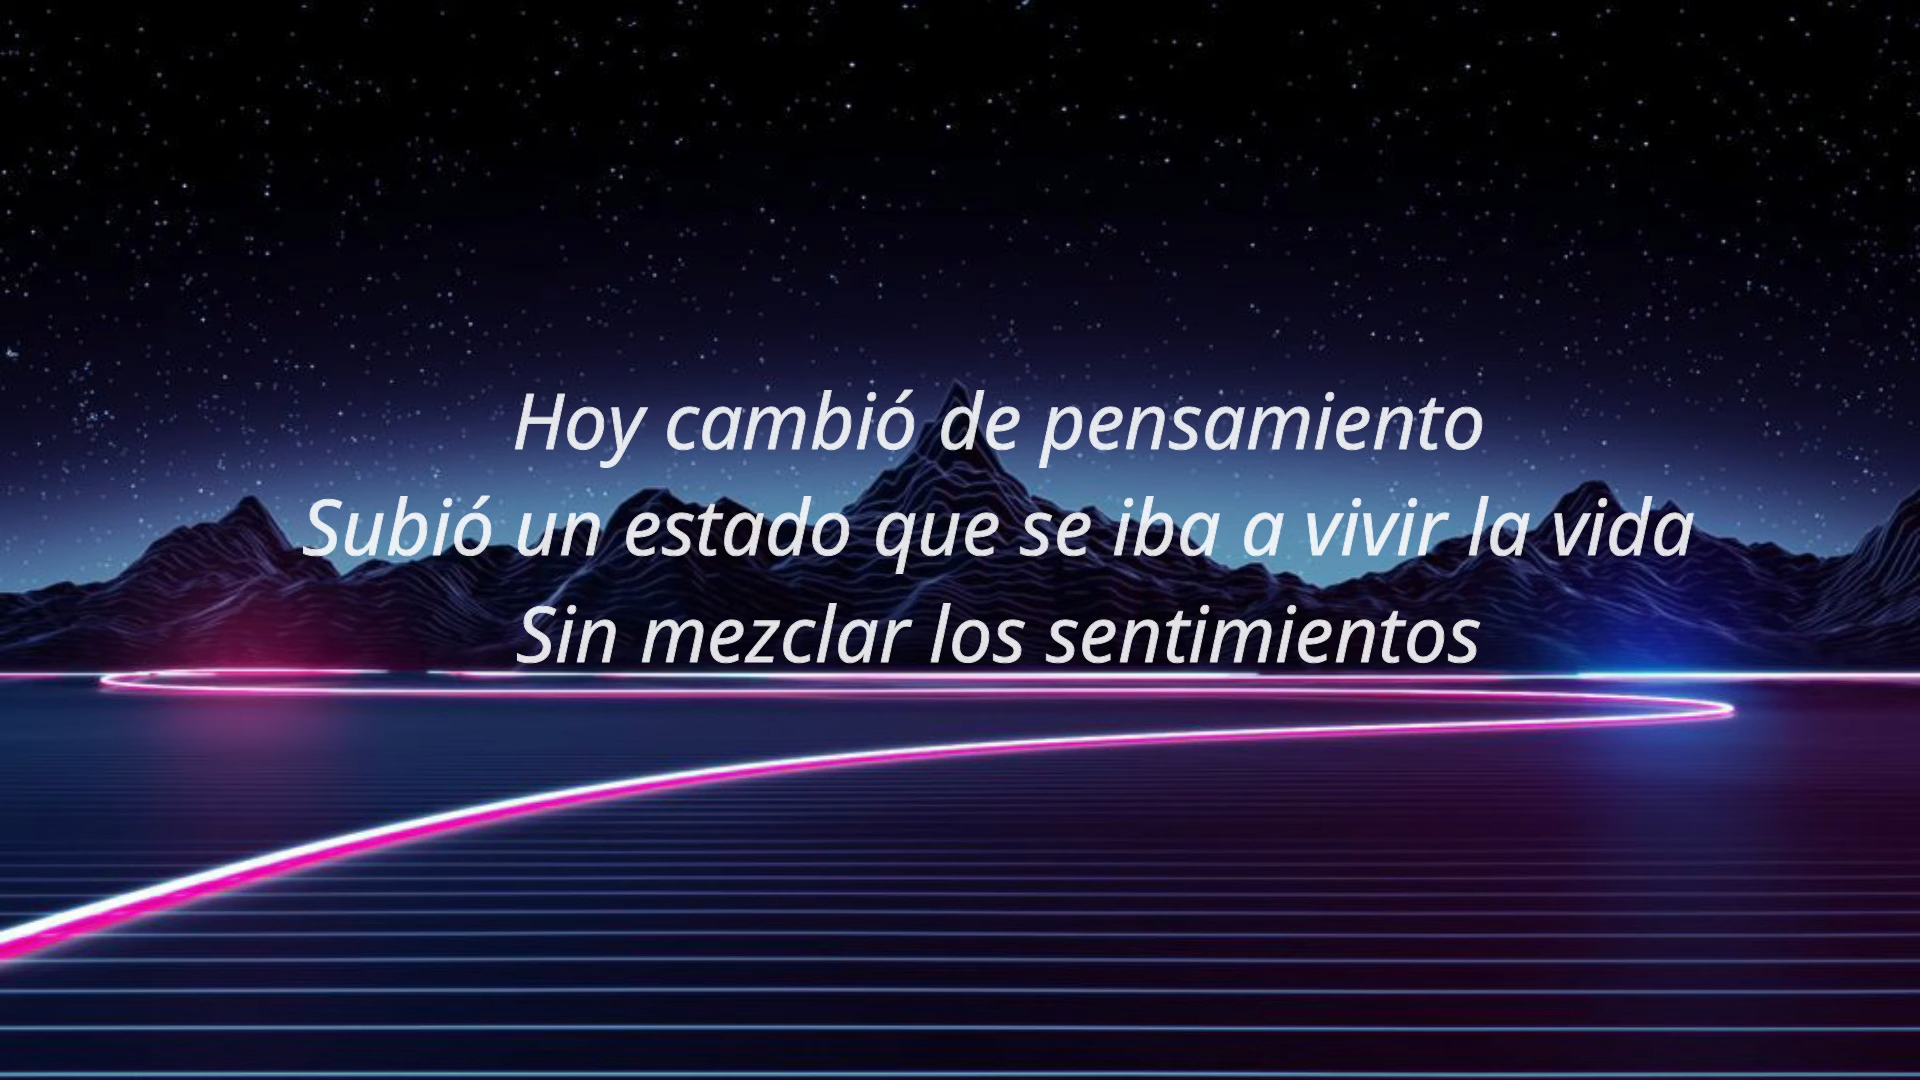 Hoy cambió de pensamiento
Subió un estado que se iba a vivir la vida
Sin mezclar los sentimientos